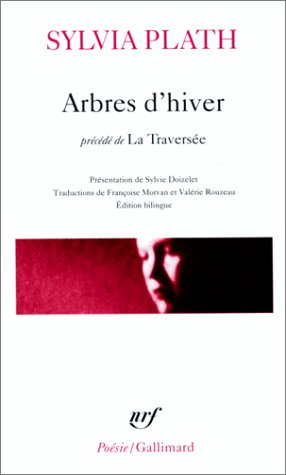 SYLVIA PLATH
Arbres d'hiver
précédé de La Traversée
Présentation de Sylvie Doizelet
Traductions de Françoise Morvan et Valérie Rouzeau
Édition bilingue
nrf
Poésie / Gallimard